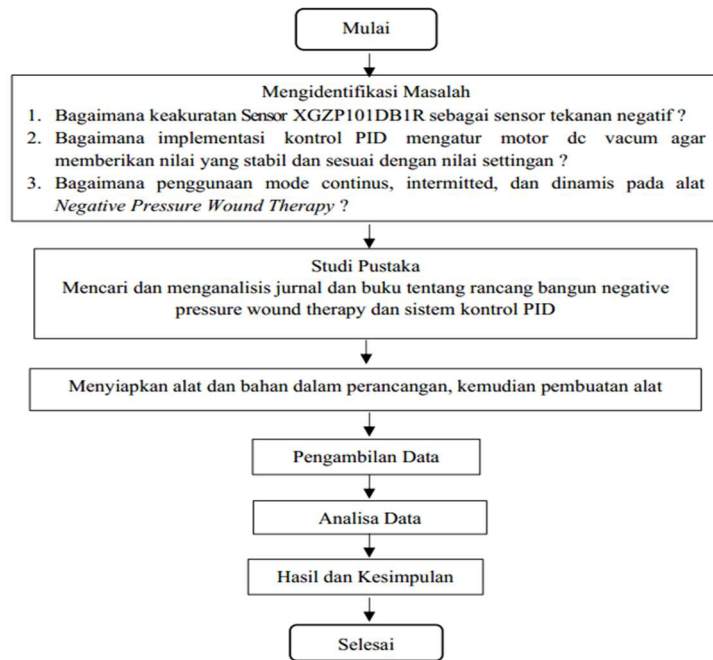 Mulai
Mengidentifikasi Masalah
1. Bagaimana keakuratan Sensor XGZP101DB1R sebagai sensor tekanan negatif ?
2. Bagaimana implementasi kontrol PID mengatur motor dc vacum agar
memberikan nilai yang stabil dan sesuai dengan nilai settingan ?
3. Bagaimana penggunaan mode continus, intermitted, dan dinamis pada alat
Negative Pressure Wound Therapy ?
Studi Pustaka
Mencari dan menganalisis jurnal dan buku tentang rancang bangun negative
pressure wound therapy dan sistem kontrol PID
Menyiapkan alat dan bahan dalam perancangan, kemudian pembuatan alat
Pengambilan Data
Analisa Data
Hasil dan Kesimpulan
Selesai